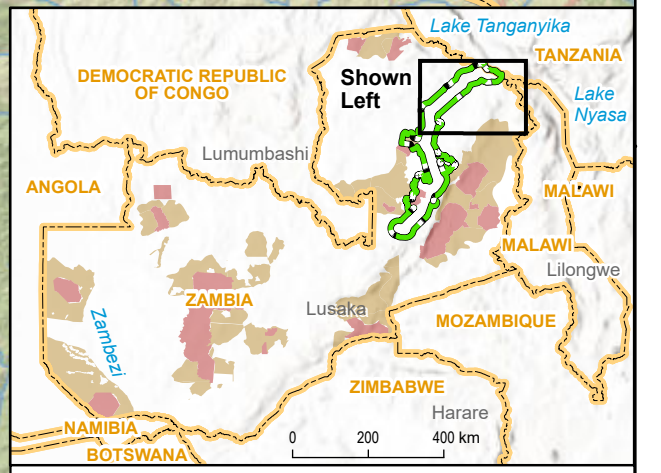 Lake Tanganyika
TANZANIA
DEMOCRATIC REPUBLIC
OF CONGO
Shown
Left
Lake
Nyasa
Lumumbashi
ANGOLA
MALAWI
MALAWI
Lilongwe
ZAMBIA
Lusaka
MOZAMBIQUE
Zambezi
ZIMBABWE
Harare
NAMIBIA
BOTSWANA
0 200 400 km